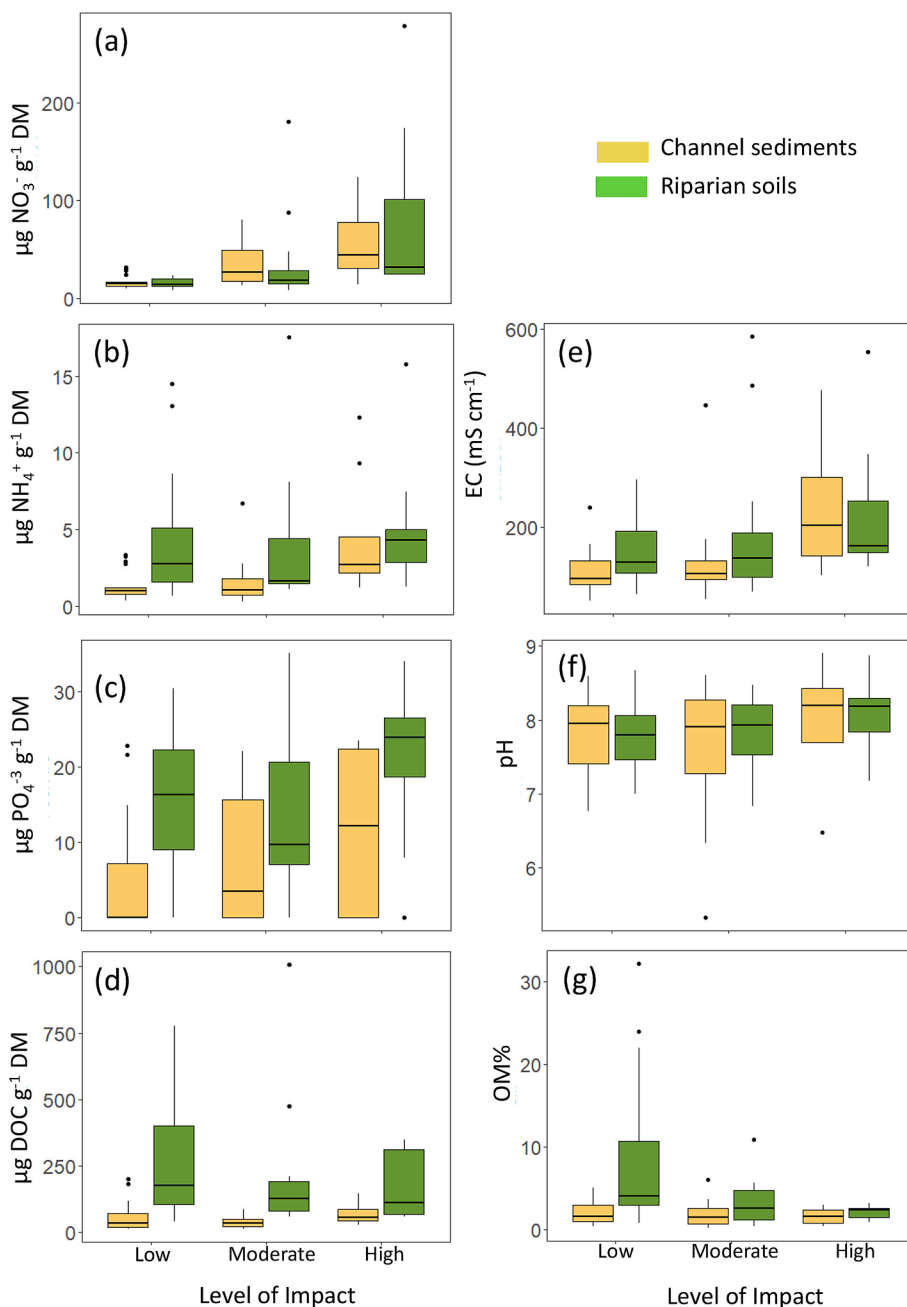 (a)
µg NO₃⁻ g⁻¹ DM
200
100
0
Channel sediments
Riparian soils
(b)
µg NH₄⁺ g⁻¹ DM
15
10
5
0
(e)
EC (mS cm⁻¹)
600
400
200
(c)
µg PO₄⁻³ g⁻¹ DM
30
20
10
0
(f)
pH
9
8
7
6
(d)
µg DOC g⁻¹ DM
1000
750
500
250
0
Low Moderate High
Level of Impact
(g)
OM%
30
20
10
0
Low Moderate High
Level of Impact